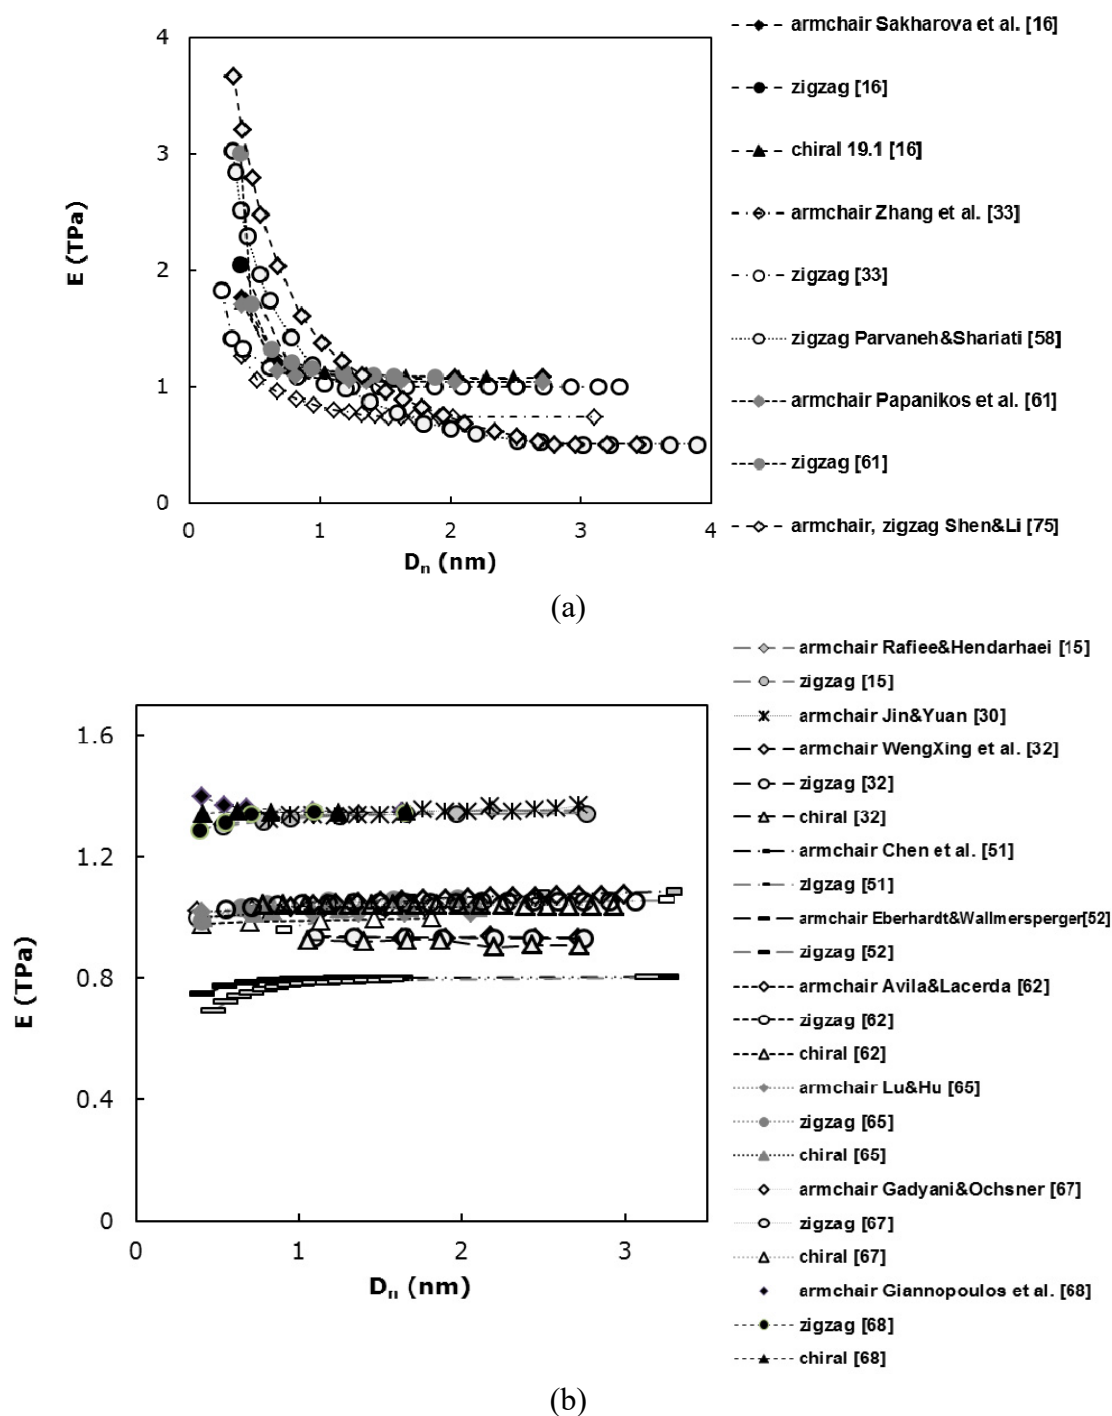 4
3
2
1
0
E (TPa)
0 1 2 3 4
Dₙ (nm)
armchair Sakharova et al. [16]
zigzag [16]
chiral 19.1 [16]
armchair Zhang et al. [33]
zigzag [33]
zigzag Parvaneh&Shariati [58]
armchair Papanikos et al. [61]
zigzag [61]
armchair, zigzag Shen&Li [75]
(a)
1.6
1.2
0.8
0.4
0
E (TPa)
0 1 2 3
Dₙ (nm)
armchair Rafiee&Hendarhaei [15]
zigzag [15]
armchair Jin&Yuan [30]
armchair WengXing et al. [32]
zigzag [32]
chiral [32]
armchair Chen et al. [51]
zigzag [51]
armchair Eberhardt&Wallmersperger[52]
zigzag [52]
armchair Avila&Lacerda [62]
zigzag [62]
chiral [62]
armchair Lu&Hu [65]
zigzag [65]
chiral [65]
armchair Gadyani&Ochsner [67]
zigzag [67]
chiral [67]
armchair Giannopoulos et al. [68]
zigzag [68]
chiral [68]
(b)